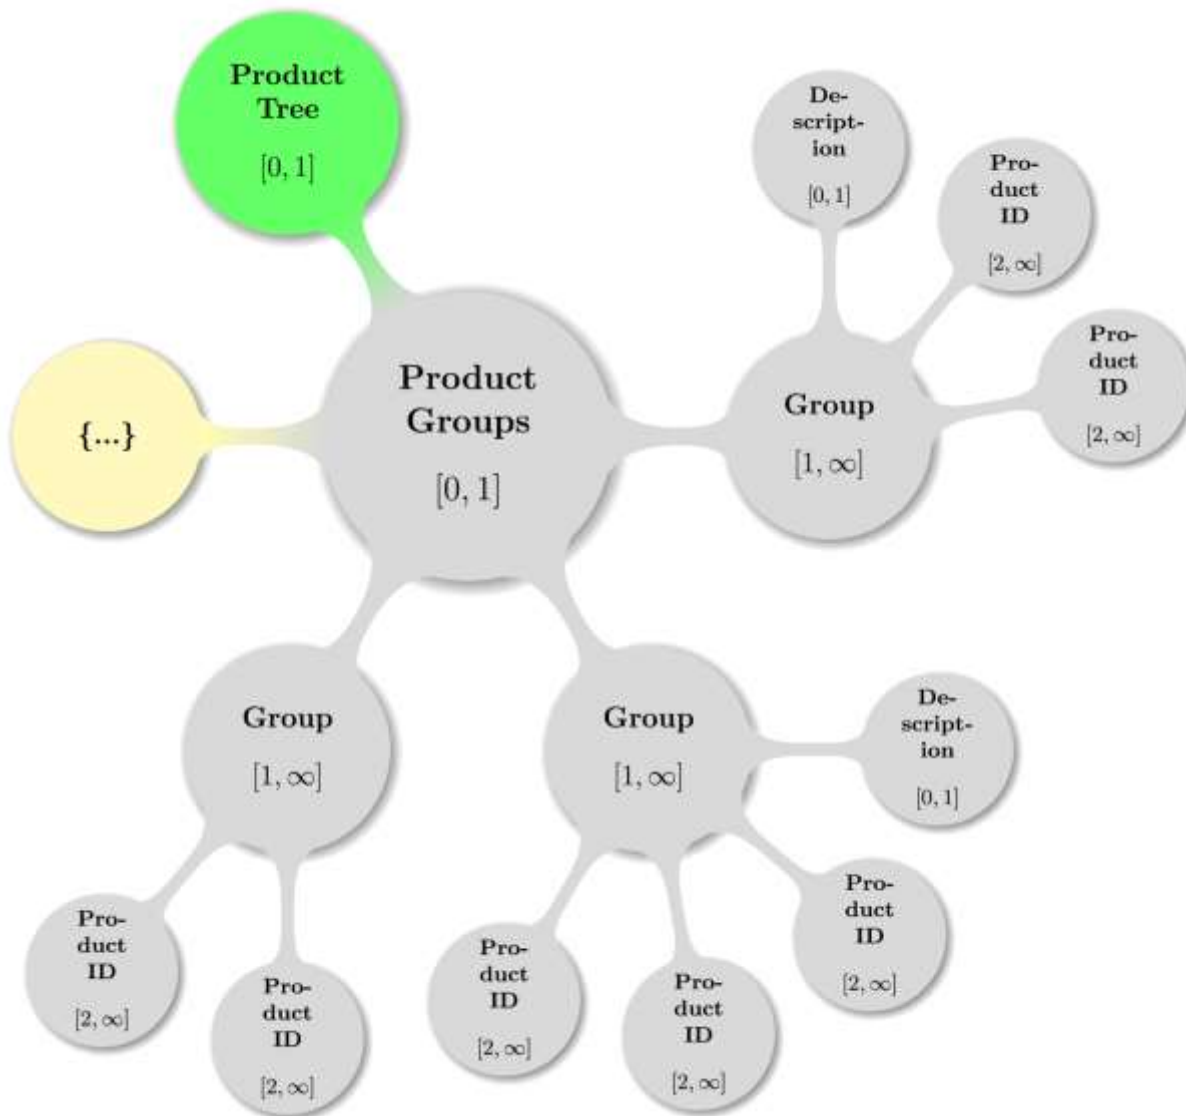 Product
Tree
[0, 1]
De-
script-
ion
[0, 1]
Pro-
duct
ID
[2, ∞]
Pro-
duct
ID
[2, ∞]
{...}
Product
Groups
[0, 1]
Group
[1, ∞]
Group
[1, ∞]
Group
[1, ∞]
De-
script-
ion
[0, 1]
Pro-
duct
ID
[2, ∞]
Pro-
duct
ID
[2, ∞]
Pro-
duct
ID
[2, ∞]
Pro-
duct
ID
[2, ∞]
Pro-
duct
ID
[2, ∞]